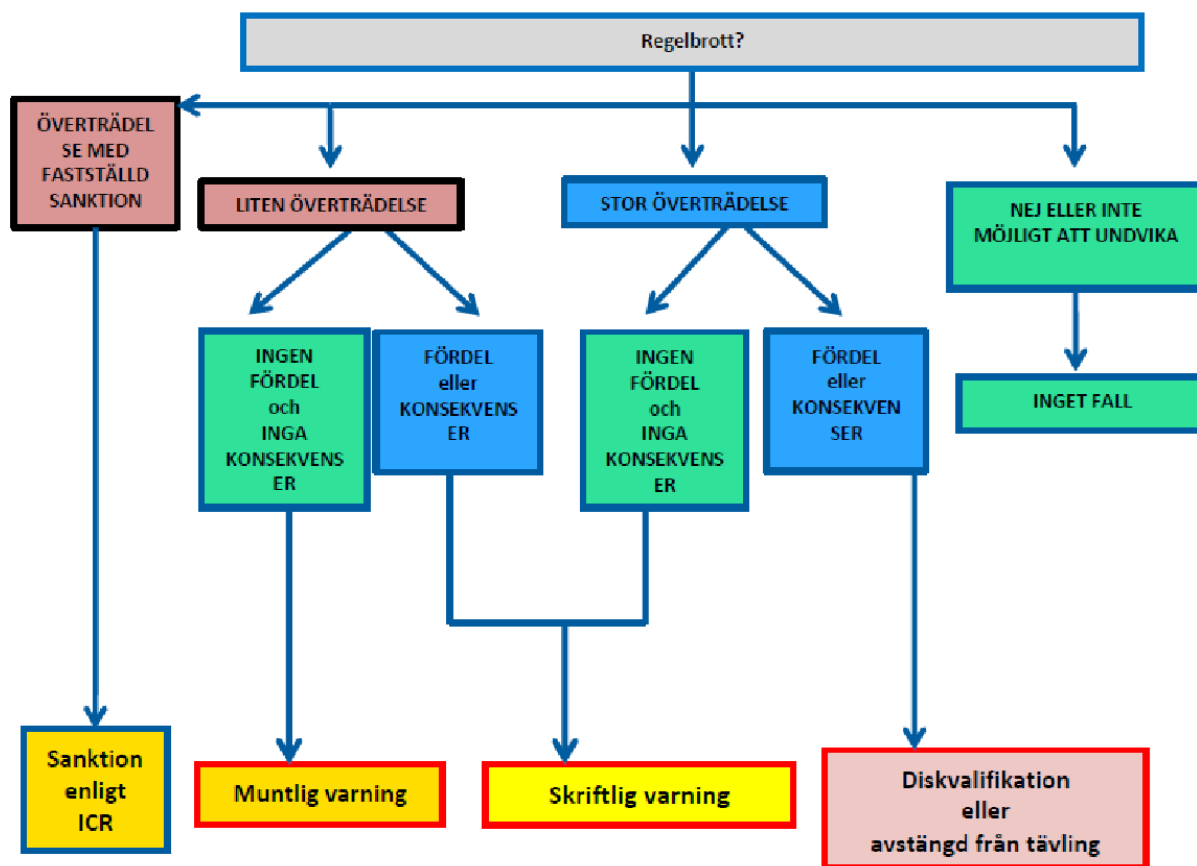 Regelbrott?
ÖVERTRÄDEL
SE MED
FASTSTÄLLD
SANKTION
LITEN ÖVERTRÄDELSE
STOR ÖVERTRÄDELSE
NEJ ELLER INTE
MÖJLIGT ATT UNDVIKA
INGEN
FÖRDEL
och
INGA
KONSEKVENS
ER
FÖRDEL
eller
KONSEKVENS
ER
INGEN
FÖRDEL
och
INGA
KONSEKVENS
ER
FÖRDEL
eller
KONSEKVEN
SER
INGET FALL
Sanktion
enligt
ICR
Muntlig varning
Skriftlig varning
Diskvalifikation
eller
avstängd från tävling